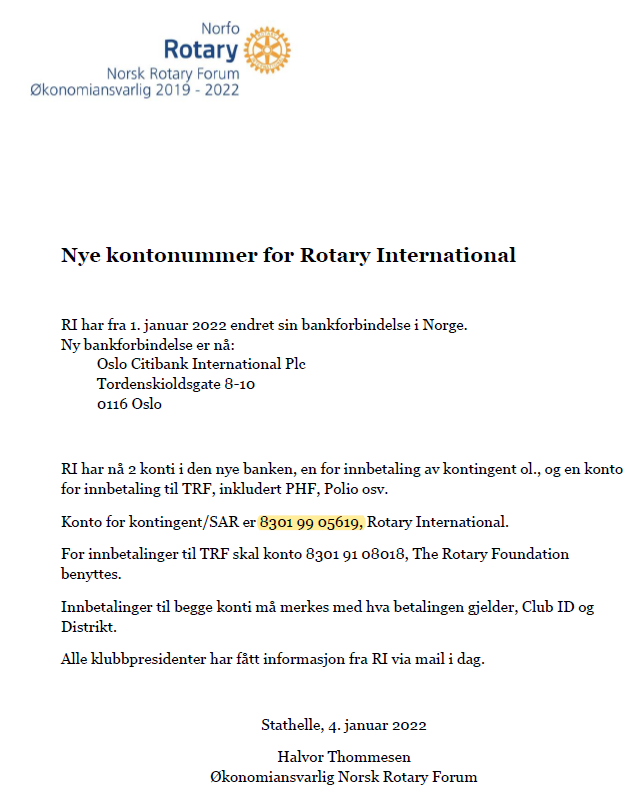 Norfo
Rotary
Norsk Rotary Forum
Økonomiansvarlig 2019 - 2022
Nye kontonummer for Rotary International
RI har fra 1. januar 2022 endret sin bankforbindelse i Norge.
Ny bankforbindelse er nå:
Oslo Citibank International Plc
Tordenskioldsgate 8-10
0116 Oslo
RI har nå 2 konti i den nye banken, en for innbetaling av kontingent ol., og en konto
for innbetaling til TRF, inkludert PHF, Polio osv.
Konto for kontingent/SAR er 8301 99 05619, Rotary International.
For innbetalinger til TRF skal konto 8301 91 08018, The Rotary Foundation
benyttes.
Innbetalinger til begge konti må merkes med hva betalingen gjelder, Club ID og
Distrikt.
Alle klubbpresidenter har fått informasjon fra RI via mail i dag.
Stathelle, 4. januar 2022
Halvor Thommesen
Økonomiansvarlig Norsk Rotary Forum